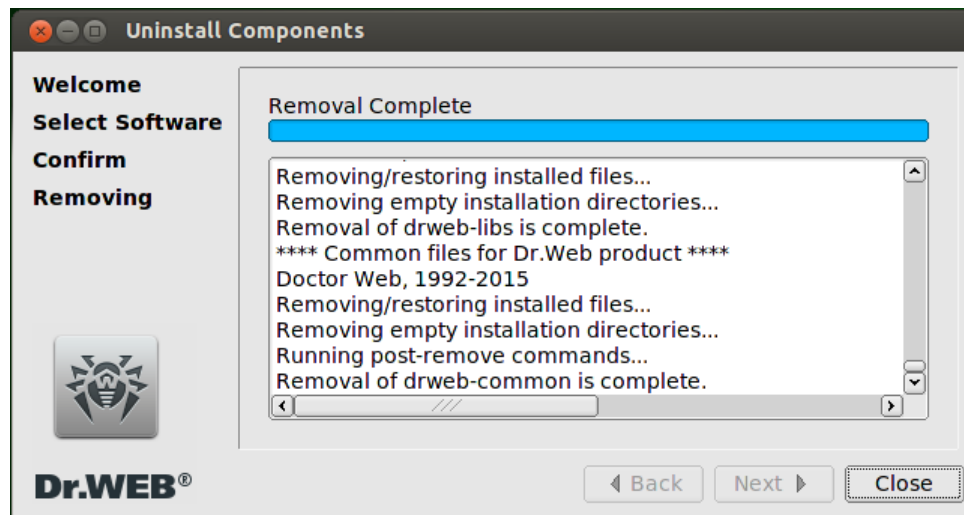 Uninstall Components
Welcome
Select Software
Confirm
Removing
Removal Complete
Removing/restoring installed files...
Removing empty installation directories...
Removal of drweb-libs is complete.
**** Common files for Dr.Web product ****
Doctor Web, 1992-2015
Removing/restoring installed files...
Removing empty installation directories...
Running post-remove commands...
Removal of drweb-common is complete.
Dr.WEB®
Back
Next
Close